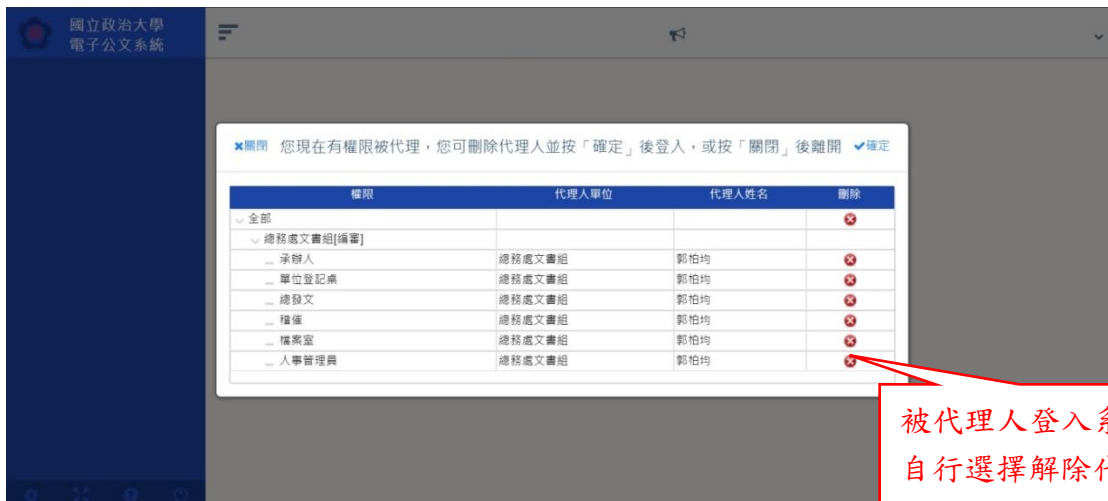 國立政治大學
電子公文系統
關閉 您現在有權限被代理，您可刪除代理人並按「確定」後登入，或按「關閉」後離開 確定
權限 代理人單位 代理人姓名 刪除
全部
總務處文書組[編審]
承辦人 總務處文書組 郭柏均
單位登記桌 總務處文書組 郭柏均
總發文 總務處文書組 郭柏均
稽催 總務處文書組 郭柏均
檔案室 總務處文書組 郭柏均
人事管理員 總務處文書組 郭柏均
被代理人登入系
自行選擇解除代